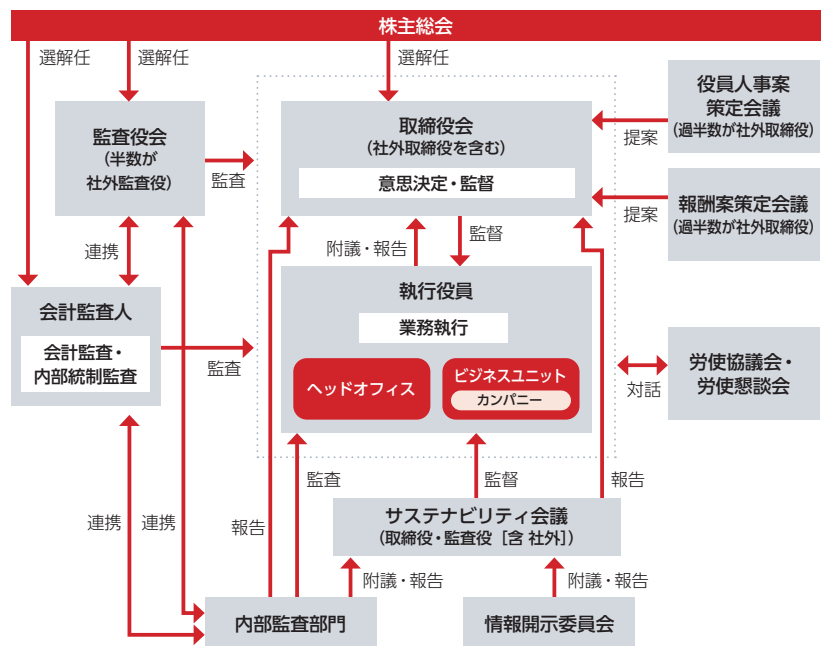 株主総会
選解任
選解任
選解任
監査役会
(半数が
社外監査役)
監査
取締役会
(社外取締役を含む)
意思決定・監督
役員人事案
策定会議
(過半数が社外取締役)
提案
報酬案策定会議
(過半数が社外取締役)
提案
連携
附議・報告
監督
会計監査人
会計監査・
内部統制監査
監査
執行役員
業務執行
ヘッドオフィス
ビジネスユニット
カンパニー
労使協議会・
労使懇談会
対話
監査
監督
報告
連携
連携
報告
サステナビリティ会議
(取締役・監査役［含 社外］)
附議・報告
附議・報告
内部監査部門
情報開示委員会